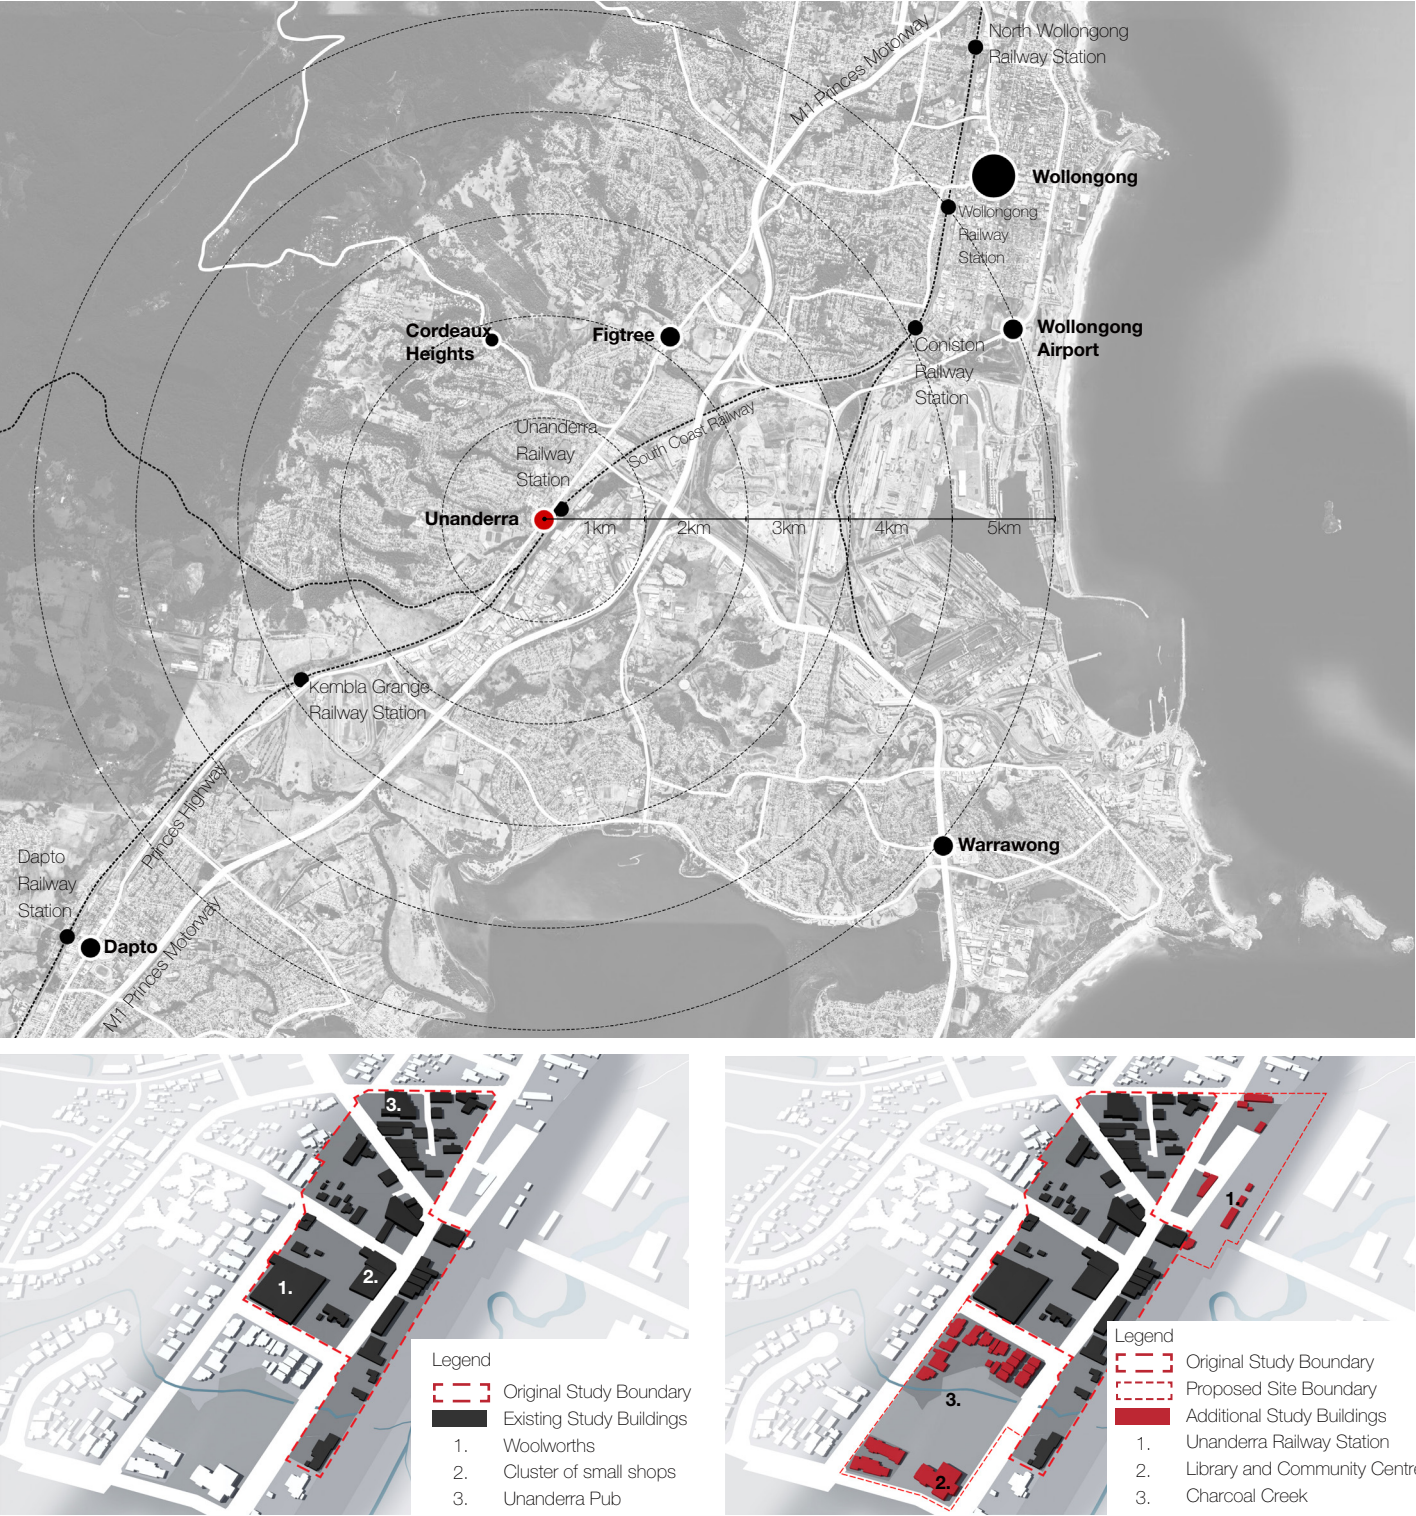 North Wollongong
Railway Station
M1 Princes Motorway
Wollongong
Wollongong
Railway
Station
Cordeaux
Heights
Figtree
Wollongong
Airport
Coniston
Railway
Station
Unanderra
Railway
Station
South Coast Railway
Unanderra
1km
2km
3km
4km
5km
Kembla Grange
Railway Station
Princes Highway
Warrawong
Dapto
Railway
Station
Dapto
M1 Princes Motorway
3.
1.
2.
Legend
Original Study Boundary
Existing Study Buildings
1. Woolworths
2. Cluster of small shops
3. Unanderra Pub
1.
3.
2.
Legend
Original Study Boundary
Proposed Site Boundary
Additional Study Buildings
1. Unanderra Railway Station
2. Library and Community Centre
3. Charcoal Creek